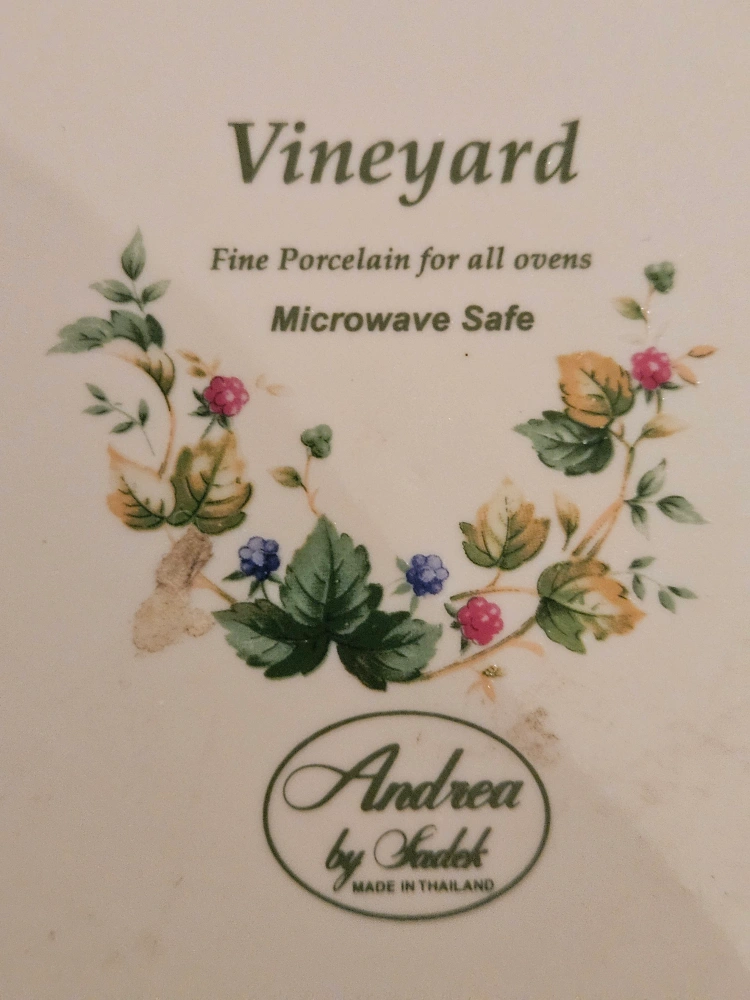 Vineyard
Fine Porcelain for all ovens
Microwave Safe
Andrea
by Sadek
MADE IN THAILAND